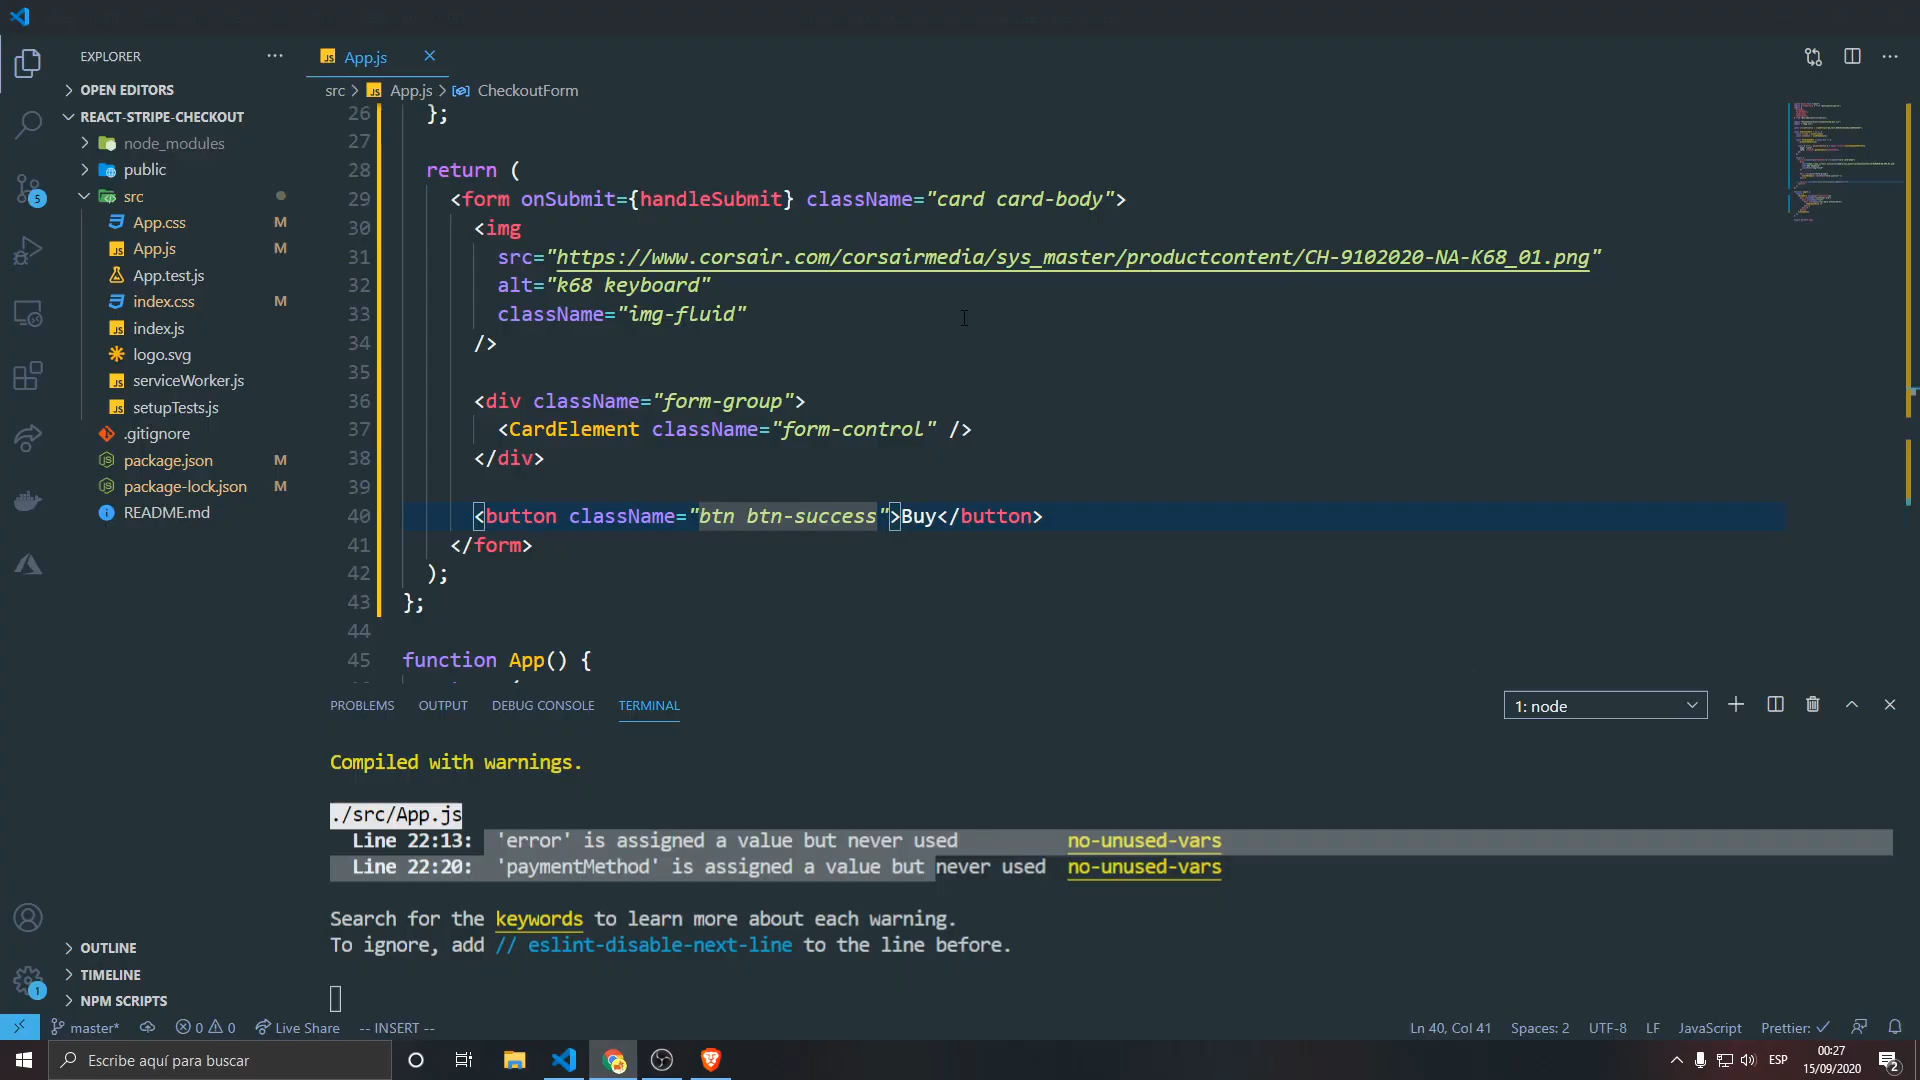 EXPLORER
OPEN EDITORS
REACT-STRIPE-CHECKOUT
node_modules
public
src
App.css M
App.js M
App.test.js
index.css M
index.js
logo.svg
serviceWorker.js
setupTests.js
.gitignore
package.json M
package-lock.json M
README.md
OUTLINE
TIMELINE
NPM SCRIPTS
5
1
JS App.js
src > JS App.js > CheckoutForm
26 };
27
28 return (
29 <form onSubmit={handleSubmit} className="card card-body">
30 <img
31 src="https://www.corsair.com/corsairmedia/sys_master/productcontent/CH-9102020-NA-K68_01.png"
32 alt="k68 keyboard"
33 className="img-fluid"
34 />
35
36 <div className="form-group">
37 <CardElement className="form-control" />
38 </div>
39
40 <button className="btn btn-success">Buy</button>
41 </form>
42 );
43 };
44
45 function App() {
PROBLEMS OUTPUT DEBUG CONSOLE TERMINAL 1: node
Compiled with warnings.
./src/App.js
Line 22:13: 'error' is assigned a value but never used no-unused-vars
Line 22:20: 'paymentMethod' is assigned a value but never used no-unused-vars
Search for the keywords to learn more about each warning.
To ignore, add // eslint-disable-next-line to the line before.
master* 0 0 Live Share -- INSERT -- Ln 40, Col 41 Spaces: 2 UTF-8 LF JavaScript Prettier: ✓
Escribe aquí para buscar
ESP
00:27
15/09/2020
2